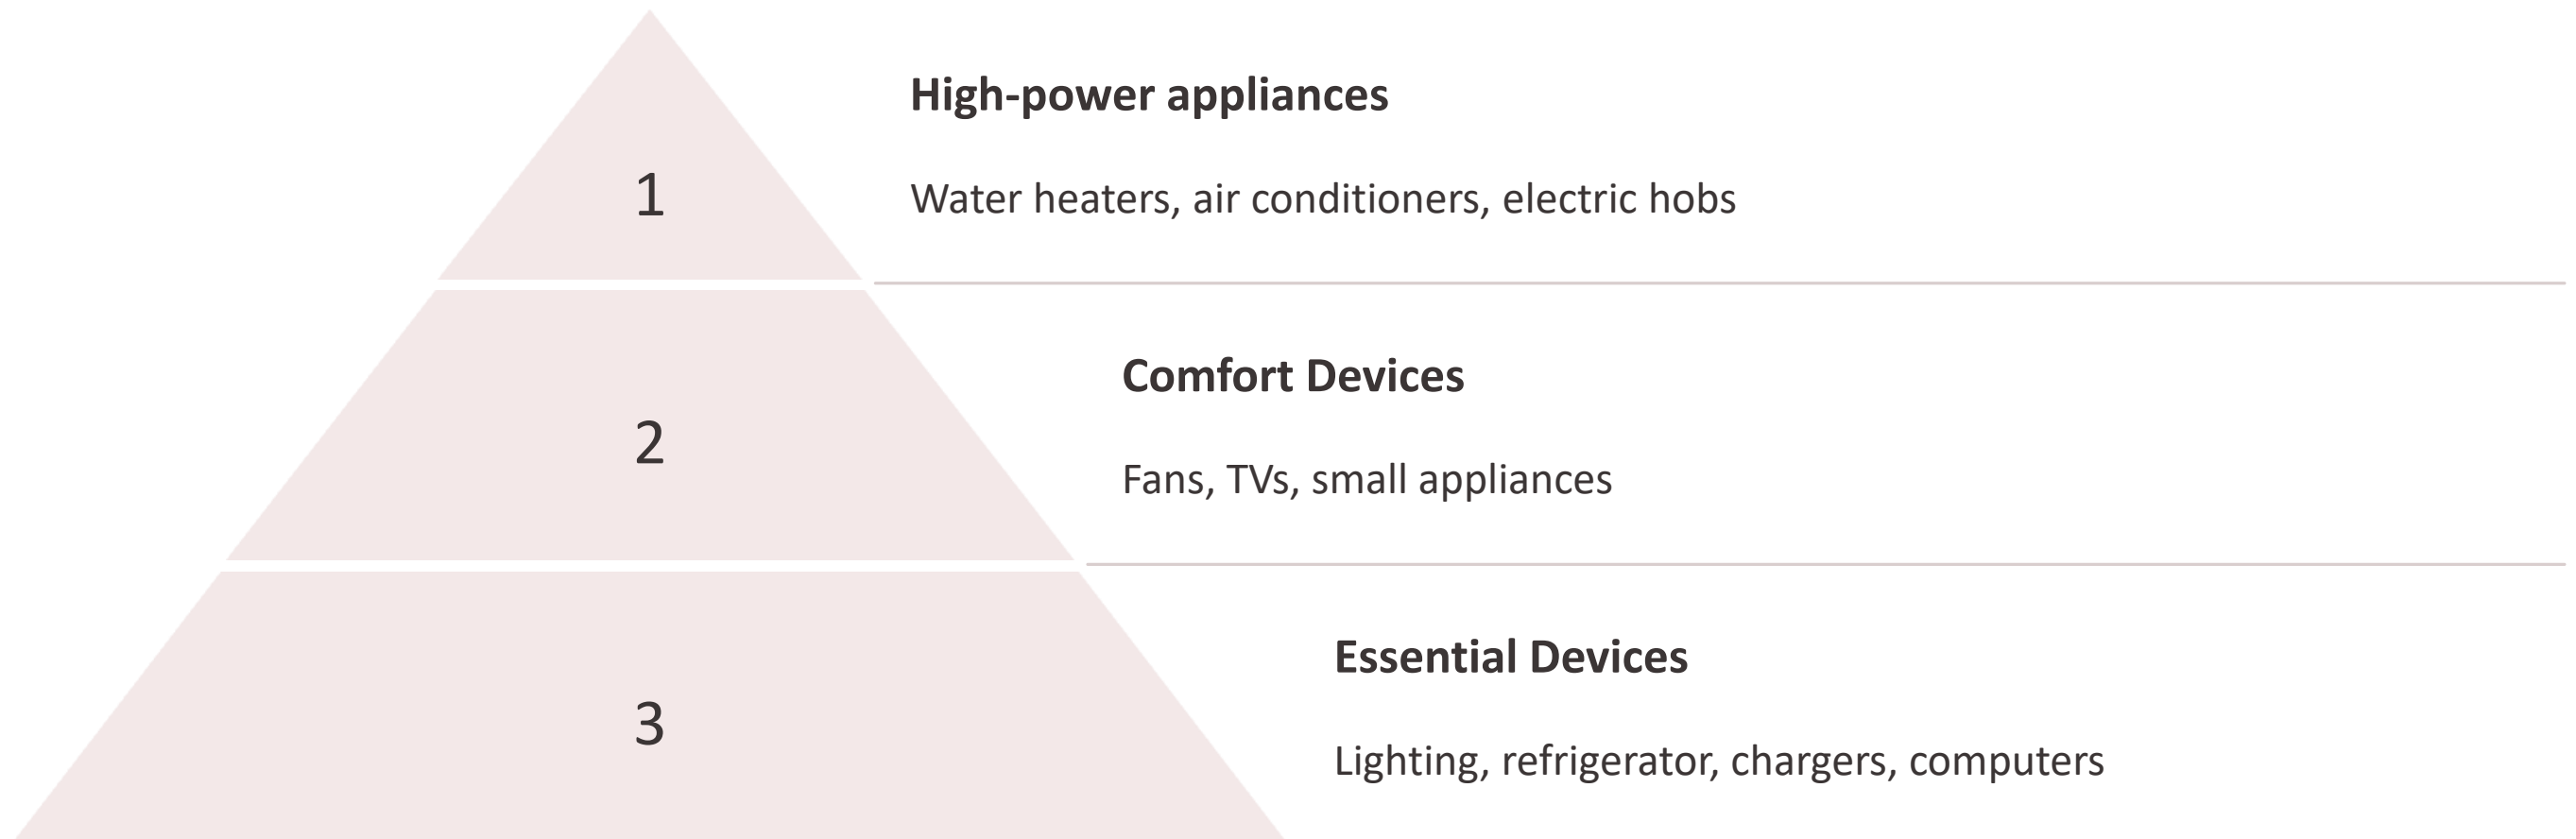 High-power appliances
1
Water heaters, air conditioners, electric hobs
Comfort Devices
2
Fans, TVs, small appliances
Essential Devices
3
Lighting, refrigerator, chargers, computers